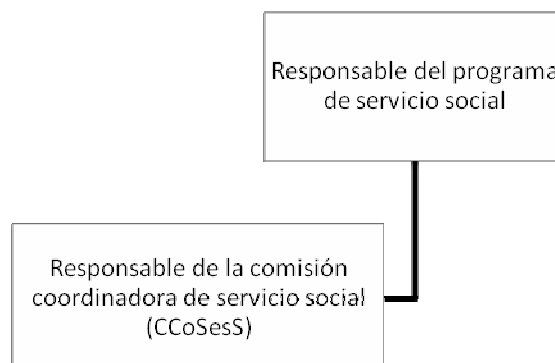 Responsable del programa
de servicio social
Responsable de la comisión
coordinadora de servicio social
(CCoSesS)